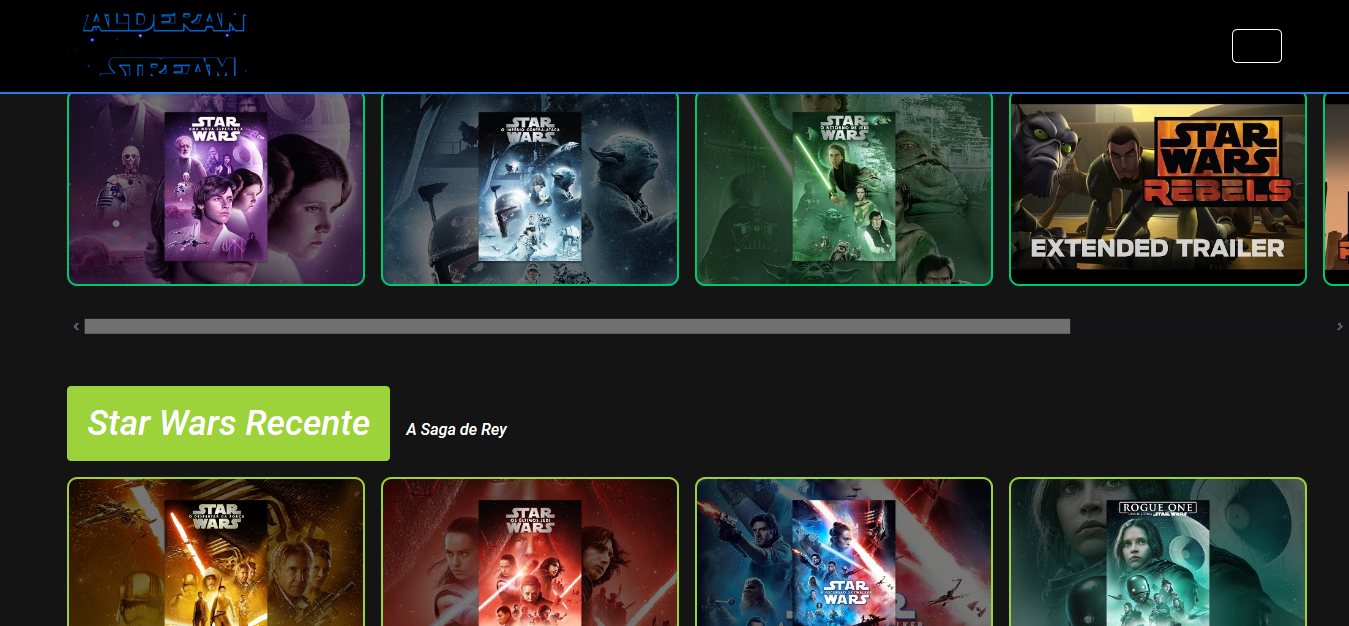 ALDERAN
STREAM
STAR
UMA NOVA ESPERANÇA
WARS
STAR
O IMPÉRIO CONTRA-ATACA
WARS
STAR
O RETORNO DE JEDI
WARS
STAR
WARS
REBELS
EXTENDED TRAILER
Star Wars Recente
A Saga de Rey
STAR
O DESPERTAR DA FORÇA
WARS
STAR
OS ÚLTIMOS JEDI
WARS
STAR
A ASCENSÃO SKYWALKER
WARS
ROGUE ONE
STAR WARS